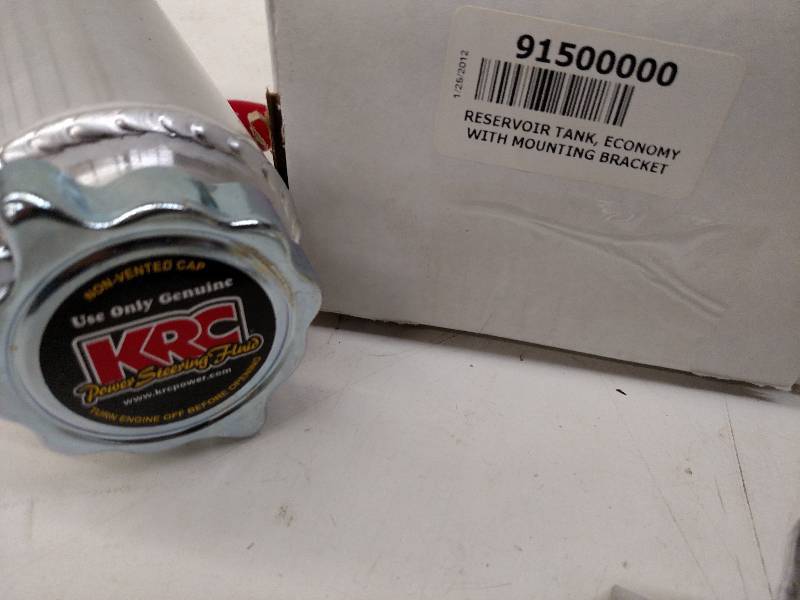 91500000
1/25/2012
RESERVOIR TANK, ECONOMY
WITH MOUNTING BRACKET
NON-VENTED CAP
Use Only Genuine
KRC
Power Steering Fluid
www.krcpower.com
TURN ENGINE OFF BEFORE OPENING